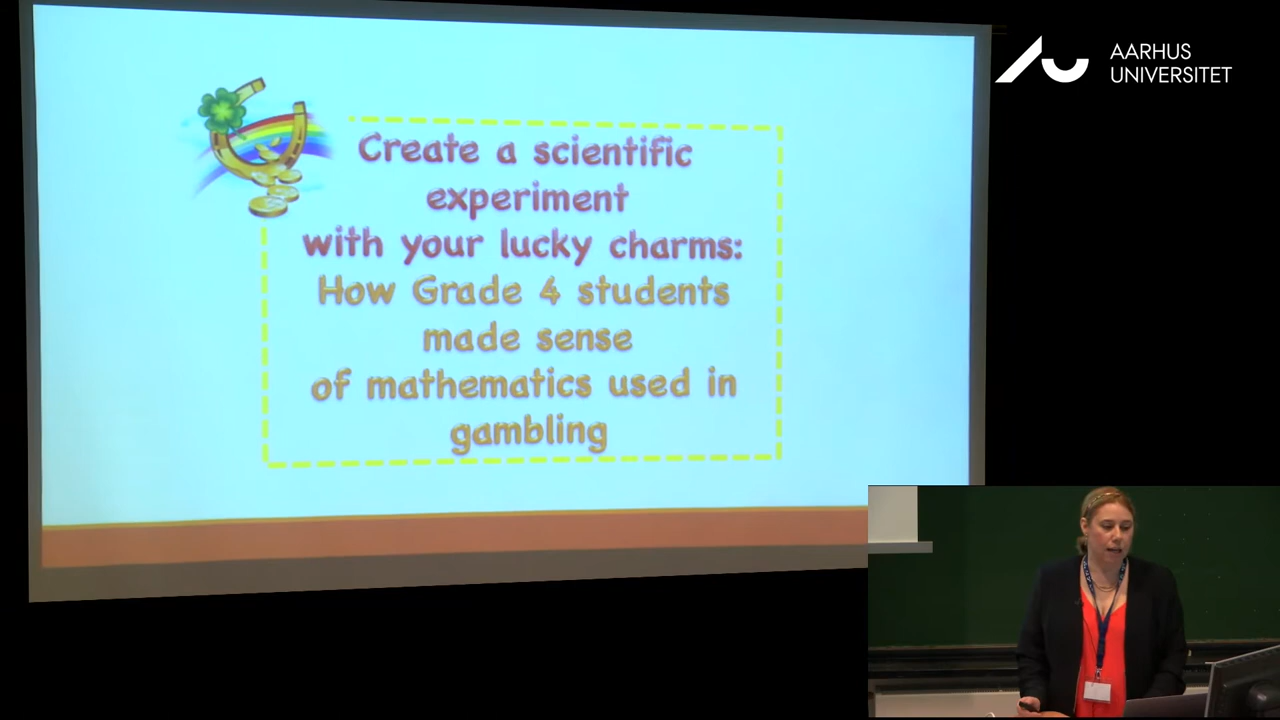 AARHUS
UNIVERSITET
Create a scientific
experiment
with your lucky charms:
How Grade 4 students
made sense
of mathematics used in
gambling